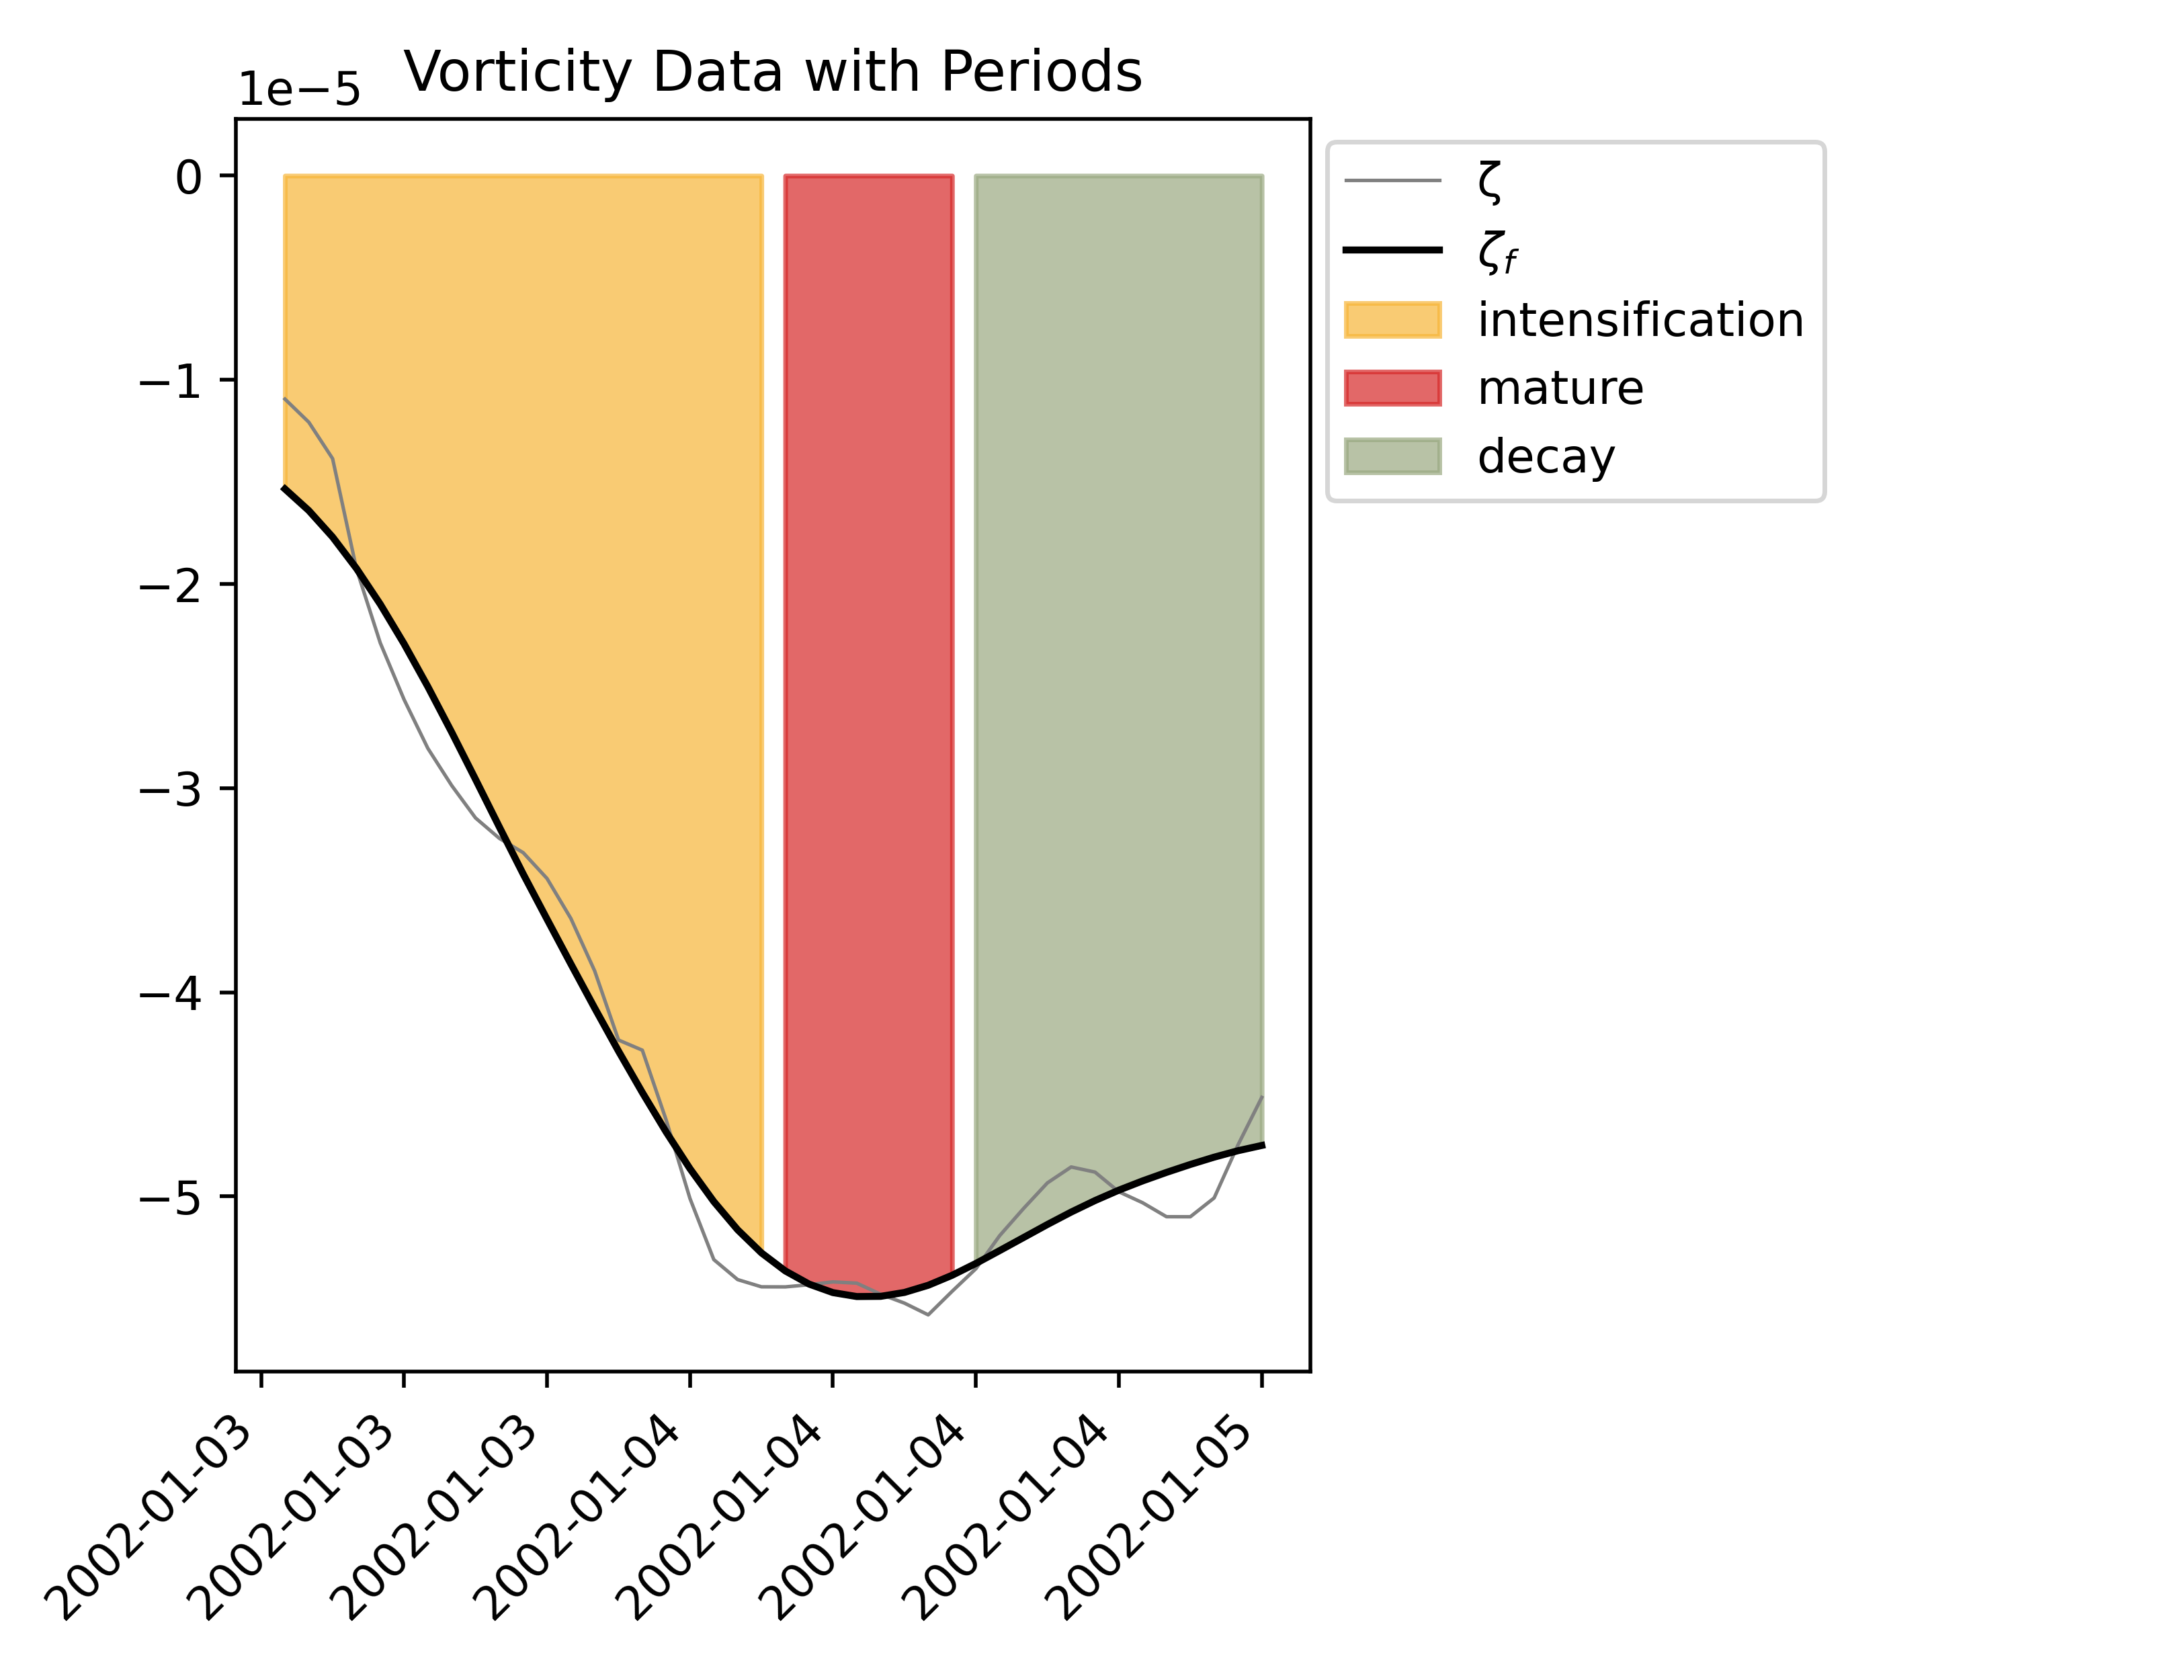 Vorticity Data with Periods
1e−5
0
−1
−2
−3
−4
−5
2002-01-03
2002-01-03
2002-01-03
2002-01-04
2002-01-04
2002-01-04
2002-01-04
2002-01-05
ζ
ζf
intensification
mature
decay